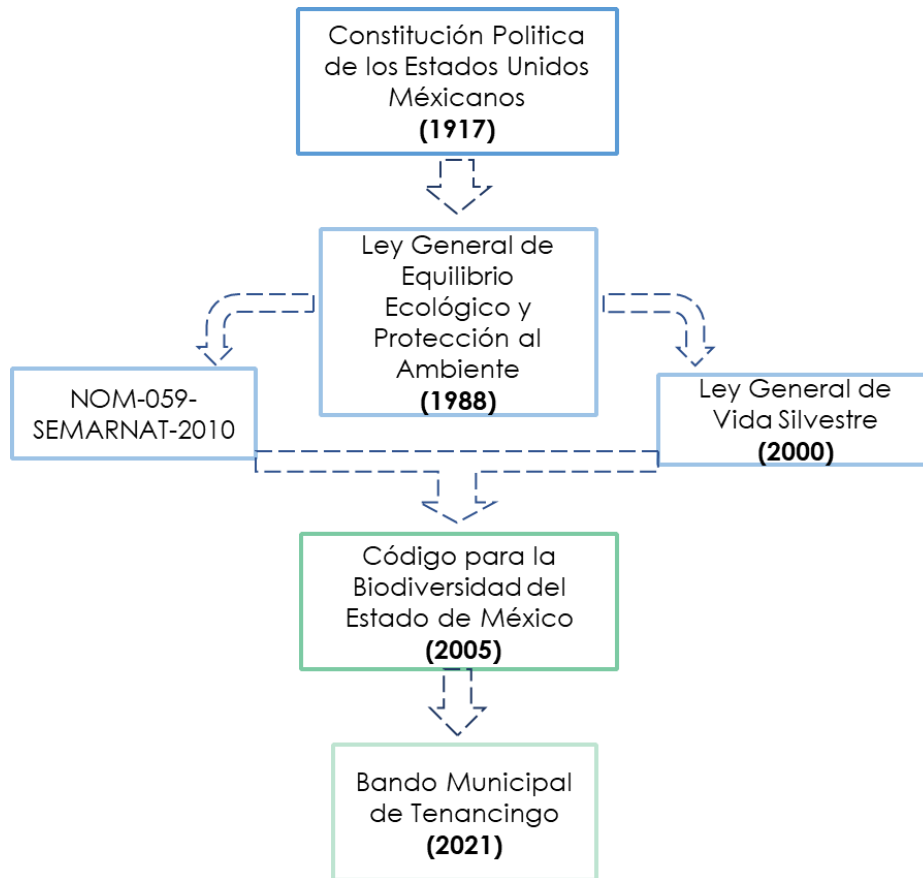 Constitución Politica
de los Estados Unidos
Méxicanos
(1917)
Ley General de
Equilibrio
Ecológico y
Protección al
Ambiente
(1988)
NOM-059-
SEMARNAT-2010
Ley General de
Vida Silvestre
(2000)
Código para la
Biodiversidad del
Estado de México
(2005)
Bando Municipal
de Tenancingo
(2021)